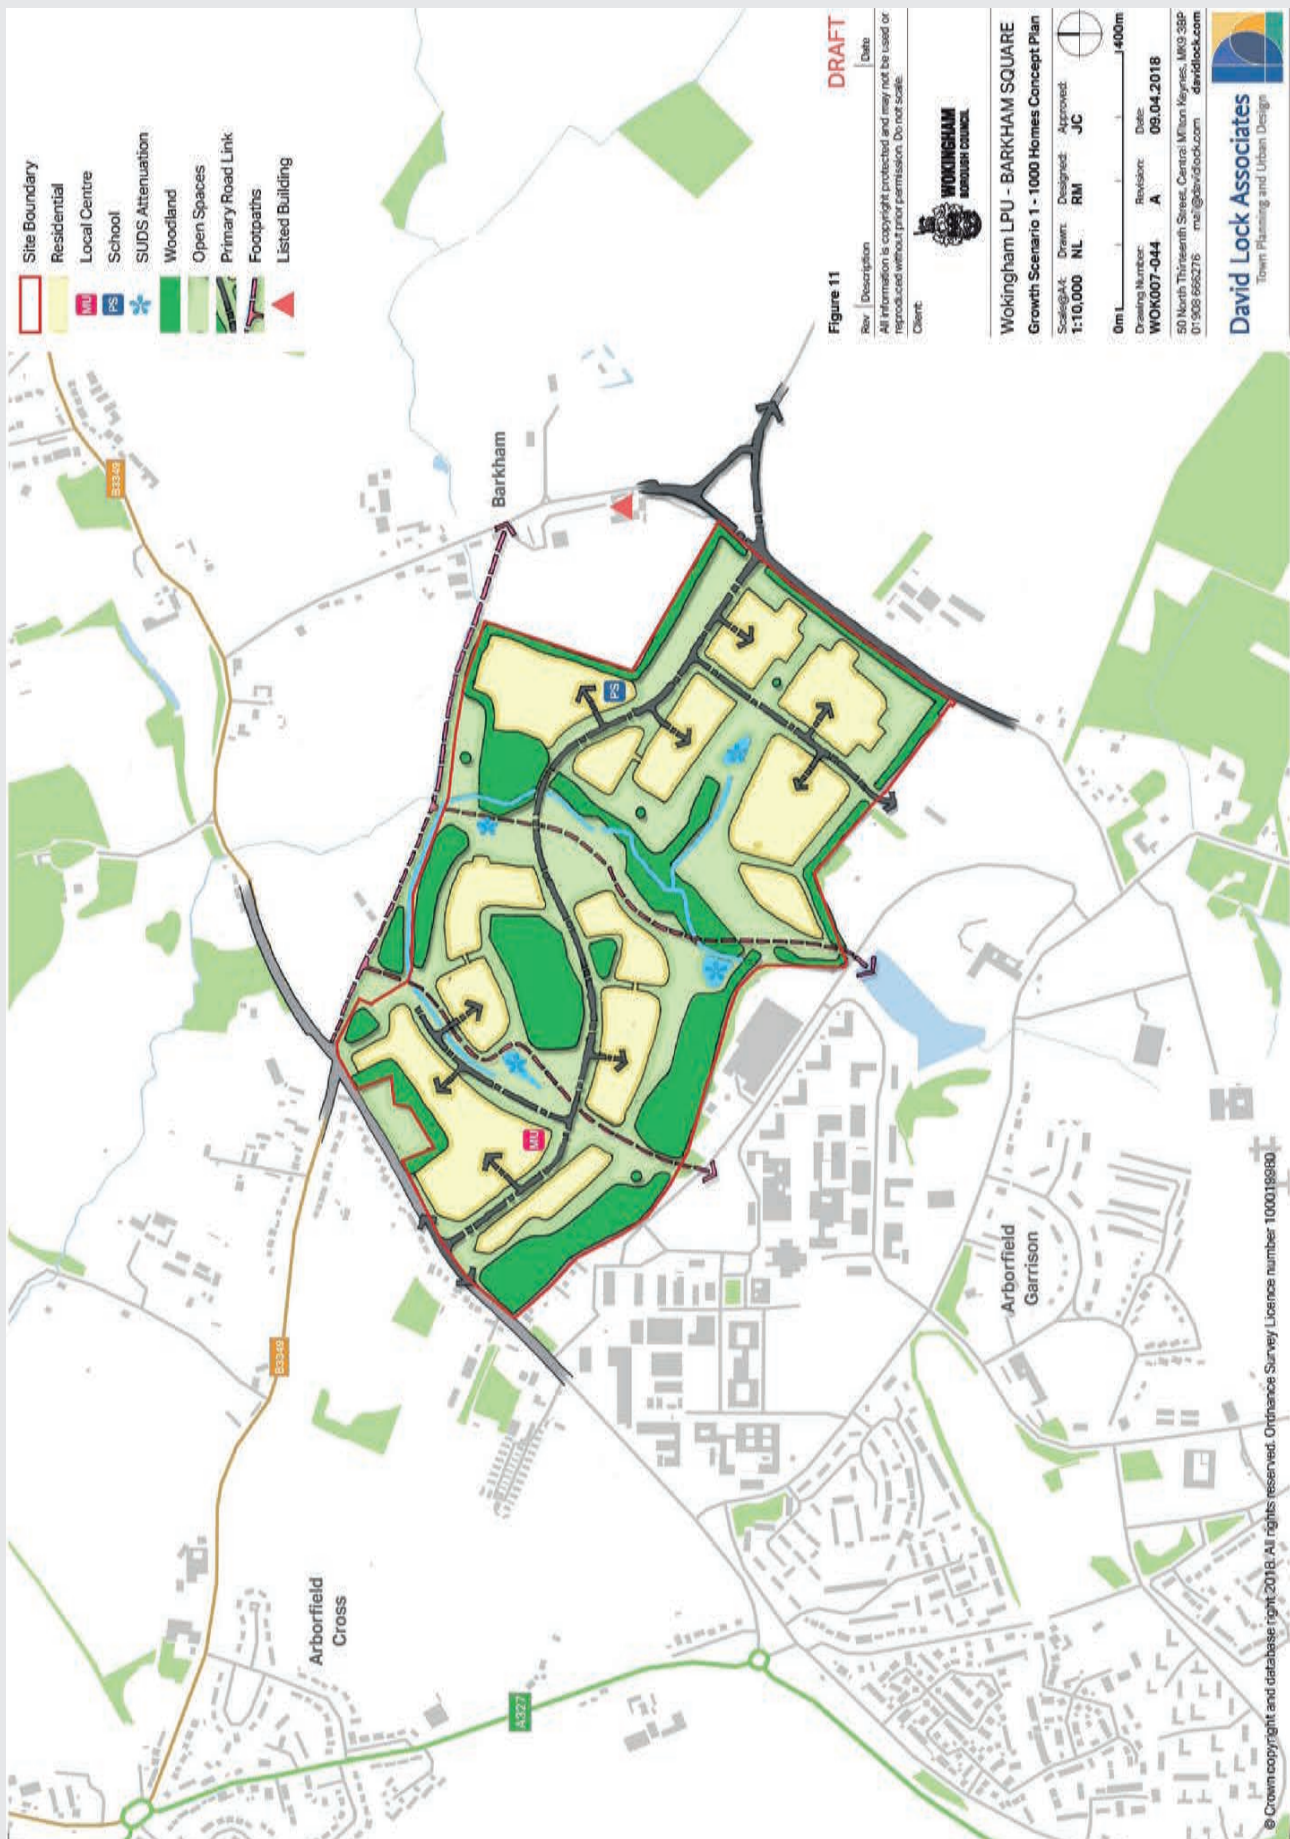 Site Boundary
Residential
MU Local Centre
PS School
SUDS Attenuation
Woodland
Open Spaces
Primary Road Link
Footpaths
Listed Building
B3349
Barkham
PS
MU
B3349
Arborfield
Cross
A327
Arborfield
Garrison
Figure 11
DRAFT
Rev Description Date
All information is copyright protected and may not be used or
reproduced without prior permission. Do not scale.
Client:
WOKINGHAM
BOROUGH COUNCIL
Wokingham LPU - BARKHAM SQUARE
Growth Scenario 1 - 1000 Homes Concept Plan
Scale@A4: Drawn: Designed: Approved:
1:10,000 NL RM JC
0m 400m
Drawing Number: Revision: Date:
WOK007-044 A 09.04.2018
50 North Thirteenth Street, Central Milton Keynes, MK9 3BP
01908 666276 mail@davidlock.com davidlock.com
David Lock Associates
Town Planning and Urban Design
© Crown copyright and database right 2018. All rights reserved. Ordnance Survey Licence number 100019980